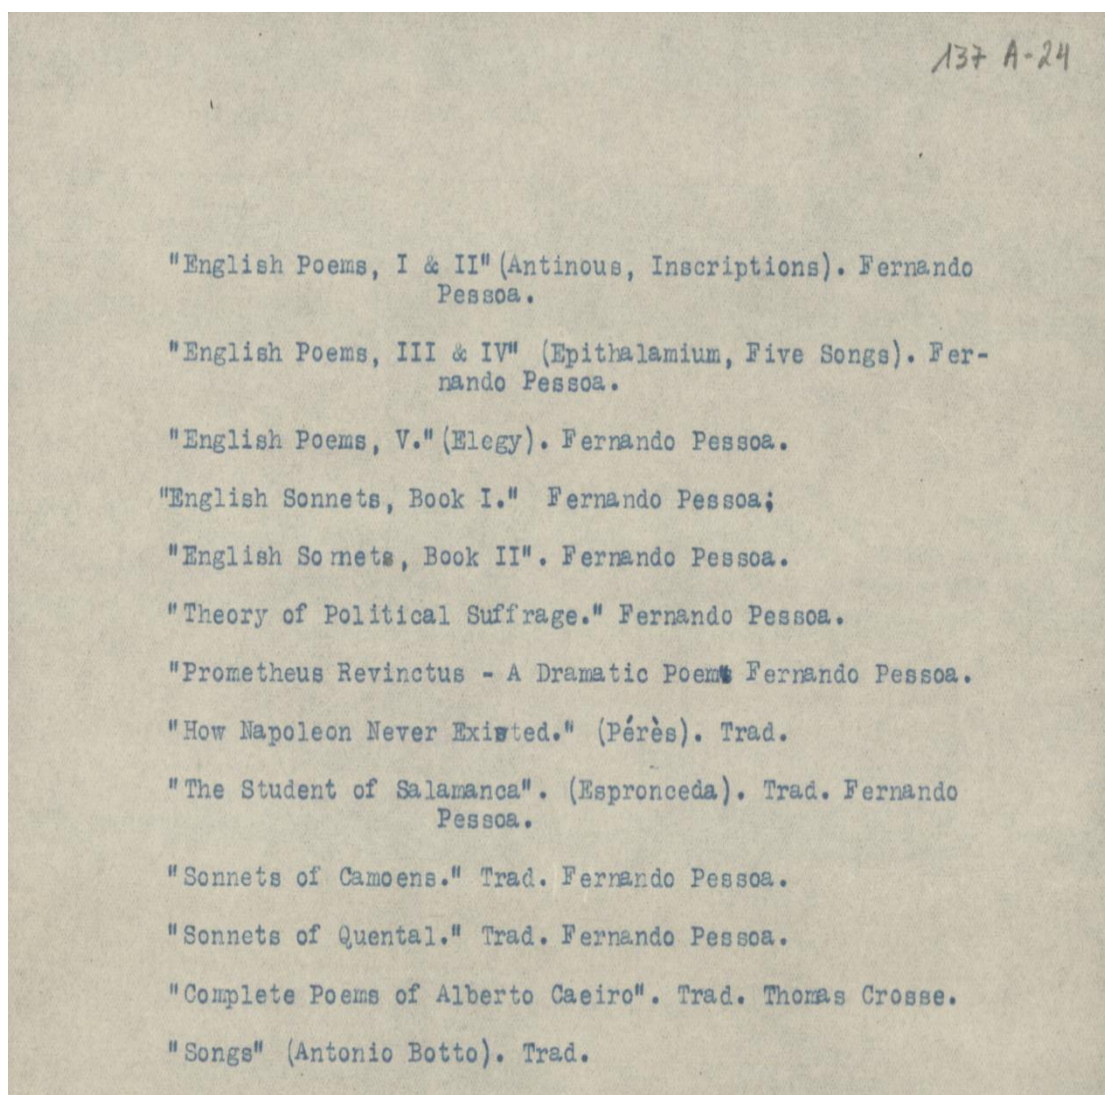 137 A-24
"English Poems, I & II" (Antinous, Inscriptions). Fernando
Pessoa.
"English Poems, III & IV" (Epithalamium, Five Songs). Fer-
nando Pessoa.
"English Poems, V." (Elegy). Fernando Pessoa.
"English Sonnets, Book I." Fernando Pessoa;
"English Sonnets, Book II". Fernando Pessoa.
"Theory of Political Suffrage." Fernando Pessoa.
"Prometheus Revinctus - A Dramatic Poem" Fernando Pessoa.
"How Napoleon Never Existed." (Pérès). Trad.
"The Student of Salamanca". (Espronceda). Trad. Fernando
Pessoa.
"Sonnets of Camoens." Trad. Fernando Pessoa.
"Sonnets of Quental." Trad. Fernando Pessoa.
"Complete Poems of Alberto Caeiro". Trad. Thomas Crosse.
"Songs" (Antonio Botto). Trad.